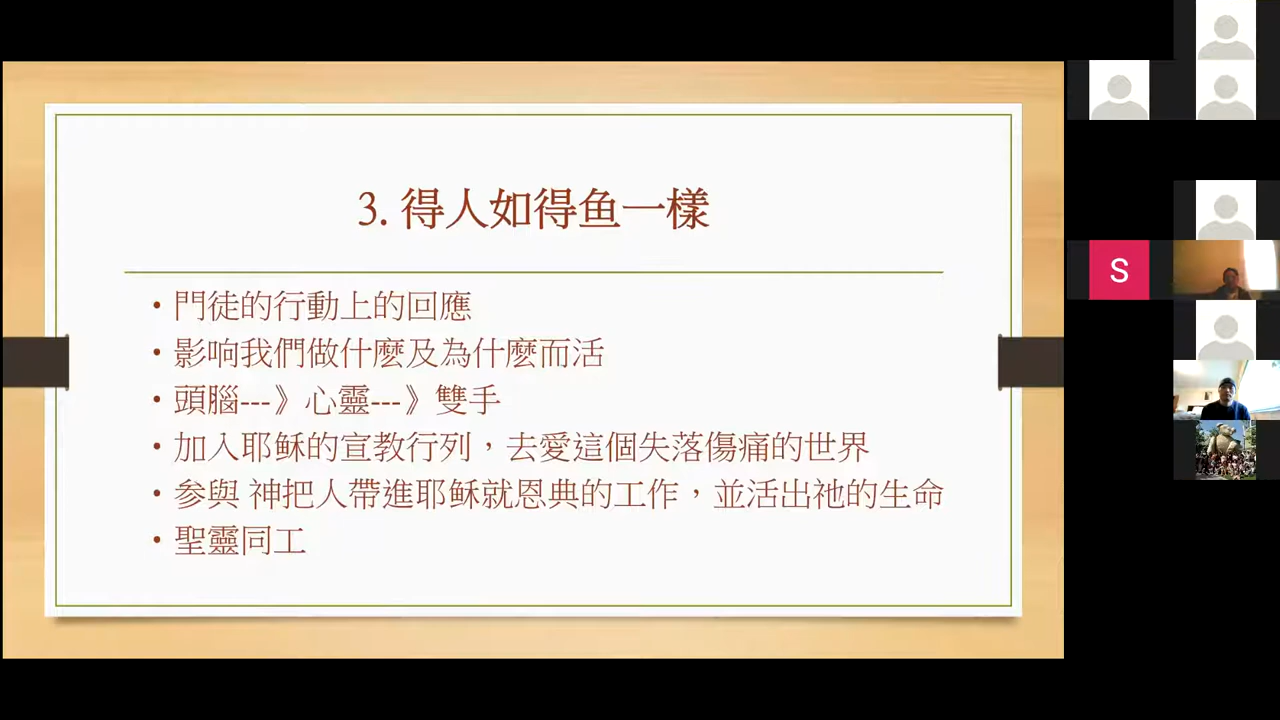 3. 得人如得鱼一樣
• 門徒的行動上的回應
• 影响我們做什麽及為什麽而活
• 頭腦---》心靈---》雙手
• 加入耶稣的宣教行列，去愛這個失落傷痛的世界
• 参與 神把人帶進耶稣就恩典的工作，並活出祂的生命
• 聖靈同工
S